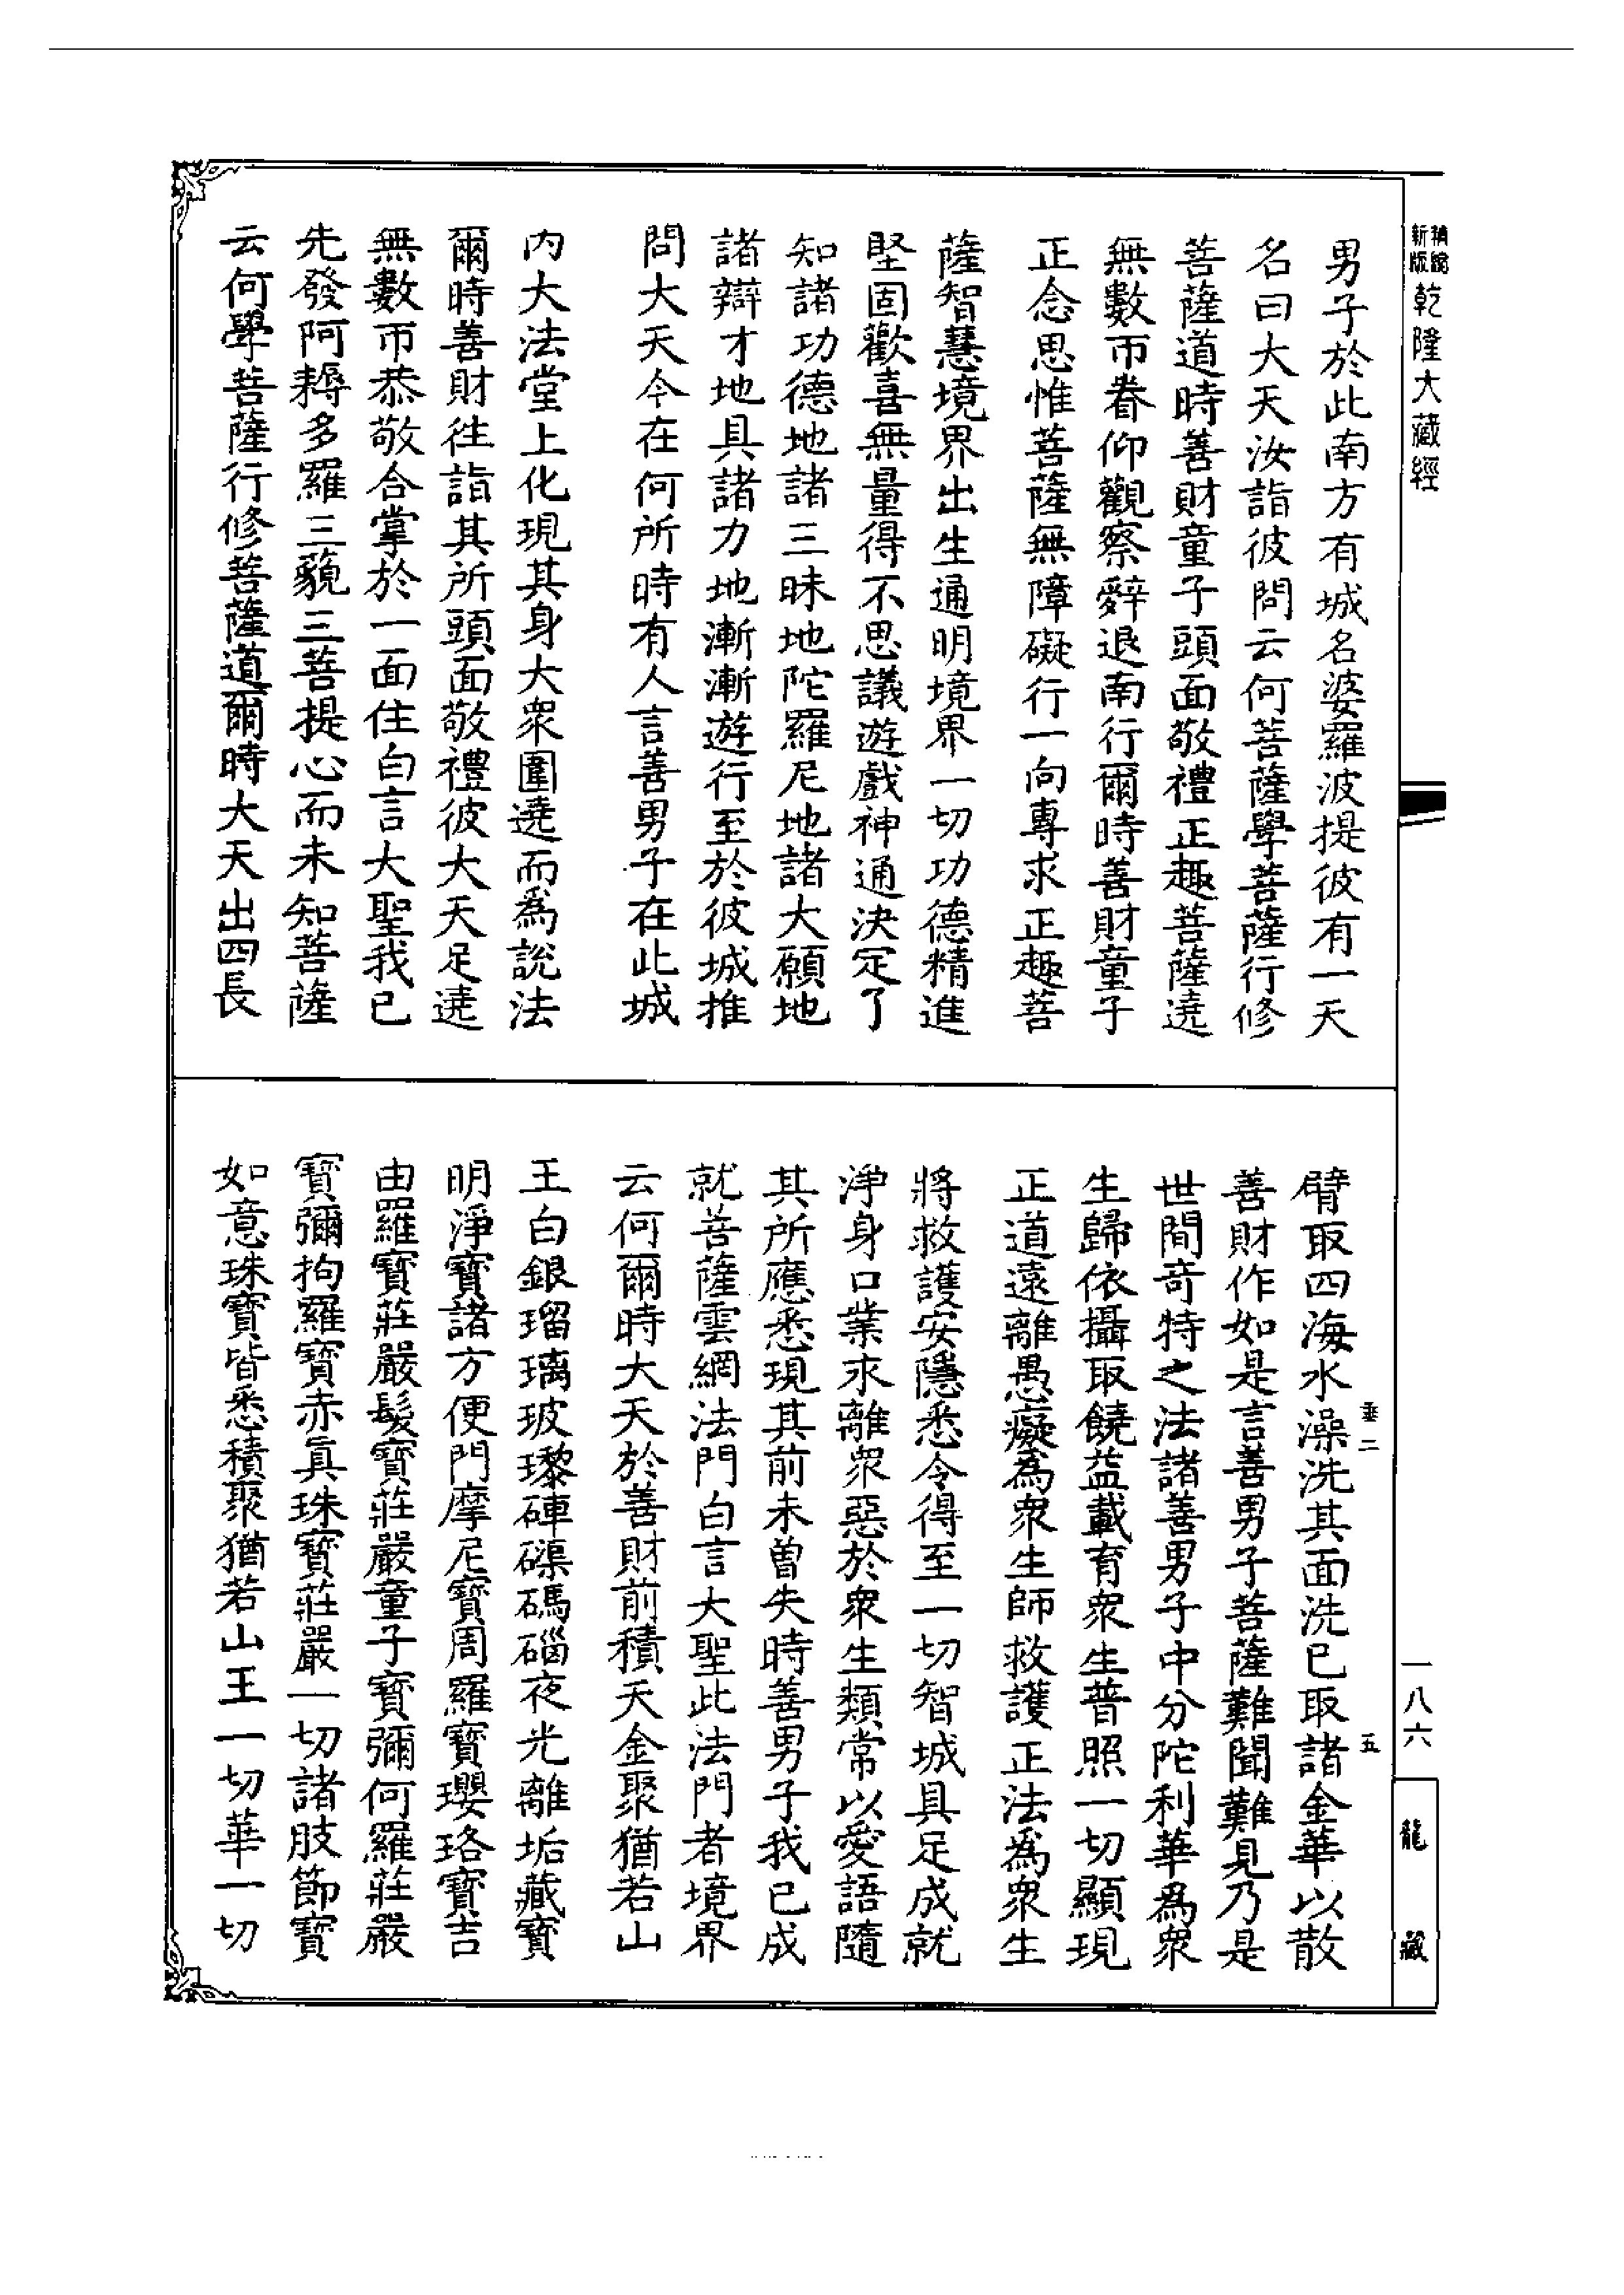 新版
乾隆大藏經
男子於此南方有城名婆羅波提彼有一天
名曰大天汝詣彼問云何菩薩學菩薩行修
菩薩道時善財童子頭面敬禮正趣菩薩遶
無數帀眷仰觀察辭退南行爾時善財童子
正念思惟菩薩無障礙行一向專求正趣菩
薩智慧境界出生通明境界一切功德精進
堅固歡喜無量得不思議遊戲神通決定了
知諸功德地諸三昧地陀羅尼地諸大願地
諸辯才地具諸力地漸漸遊行至於彼城推
問大天今在何所時有人言善男子在此城
內大法堂上化現其身大衆圍遶而爲說法
爾時善財往詣其所頭面敬禮彼大天足遶
無數帀恭敬合掌於一面住白言大聖我已
先發阿耨多羅三藐三菩提心而未知菩薩
云何學菩薩行修菩薩道爾時大天出四長
垂二
五
一八六
龍藏
臂取四海水澡洗其面洗已取諸金華以散
善財作如是言善男子菩薩難聞難見乃是
世間奇特之法諸善男子中分陀利華爲衆
生歸依攝取饒益載育衆生普照一切顯現
正道遠離愚癡爲衆生師救護正法爲衆生
將救護安隱悉令得至一切智城具足成就
淨身口業求離衆惡於衆生類常以愛語隨
其所應悉現其前未曾失時善男子我已成
就菩薩雲網法門白言大聖此法門者境界
云何爾時大天於善財前積天金聚猶若山
王白銀瑠璃玻瓈硨磲碼碯夜光離垢藏寶
明淨寶諸方便門摩尼寶周羅寶瓔珞寶吉
由羅寶莊嚴髮寶莊嚴童子寶彌何羅莊嚴
寶彌拘羅寶赤眞珠寶莊嚴一切諸肢節寶
如意珠寶皆悉積聚猶若山王一切華一切